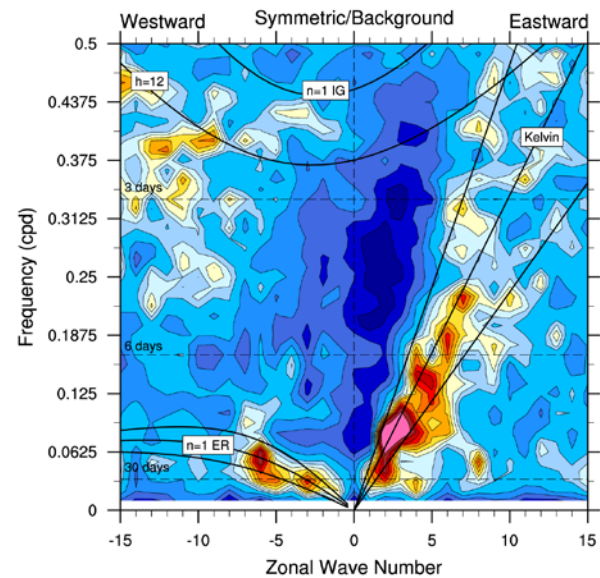 Westward Symmetric/Background Eastward
0.5
0.4375
0.375
0.3125
0.25
0.1875
0.125
0.0625
0
Frequency (cpd)
h=12
n=1 IG
Kelvin
3 days
6 days
n=1 ER
30 days
-15 -10 -5 0 5 10 15
Zonal Wave Number